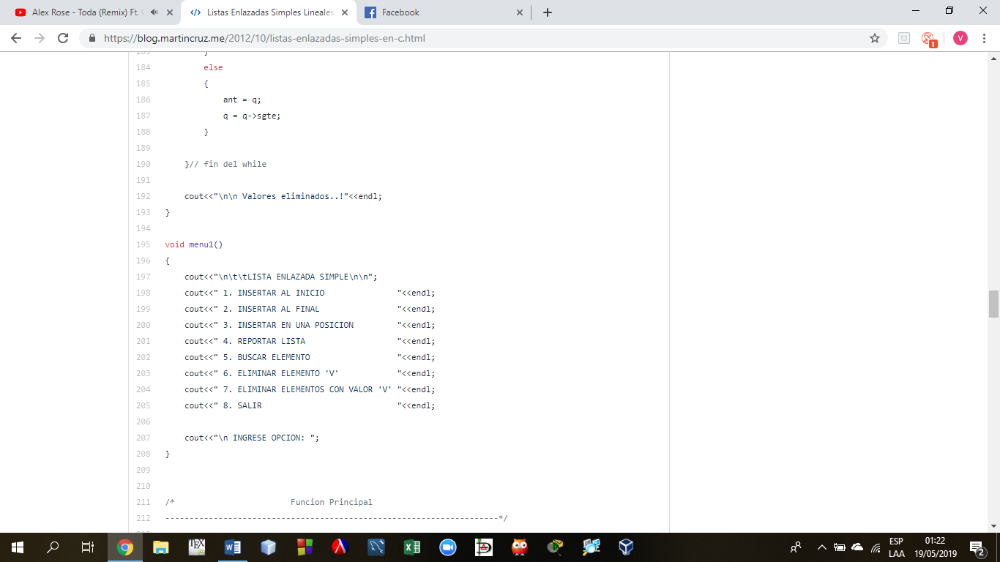 Alex Rose - Toda (Remix) Ft.
Listas Enlazadas Simples Lineales
Facebook
https://blog.martincruz.me/2012/10/listas-enlazadas-simples-en-c.html
1
V
183 }
184 else
185 {
186 ant = q;
187 q = q->sgte;
188 }
189
190 }// fin del while
191
192 cout<<"\n\n Valores eliminados..!"<<endl;
193 }
194
195 void menu1()
196 {
197 cout<<"\n\t\tLISTA ENLAZADA SIMPLE\n\n";
198 cout<<" 1. INSERTAR AL INICIO "<<endl;
199 cout<<" 2. INSERTAR AL FINAL "<<endl;
200 cout<<" 3. INSERTAR EN UNA POSICION "<<endl;
201 cout<<" 4. REPORTAR LISTA "<<endl;
202 cout<<" 5. BUSCAR ELEMENTO "<<endl;
203 cout<<" 6. ELIMINAR ELEMENTO 'V' "<<endl;
204 cout<<" 7. ELIMINAR ELEMENTOS CON VALOR 'V' "<<endl;
205 cout<<" 8. SALIR "<<endl;
206
207 cout<<"\n INGRESE OPCION: ";
208 }
209
210
211 /* Funcion Principal
212 ---------------------------------------------------------------------*/
ESP
LAA
01:22
19/05/2019
2